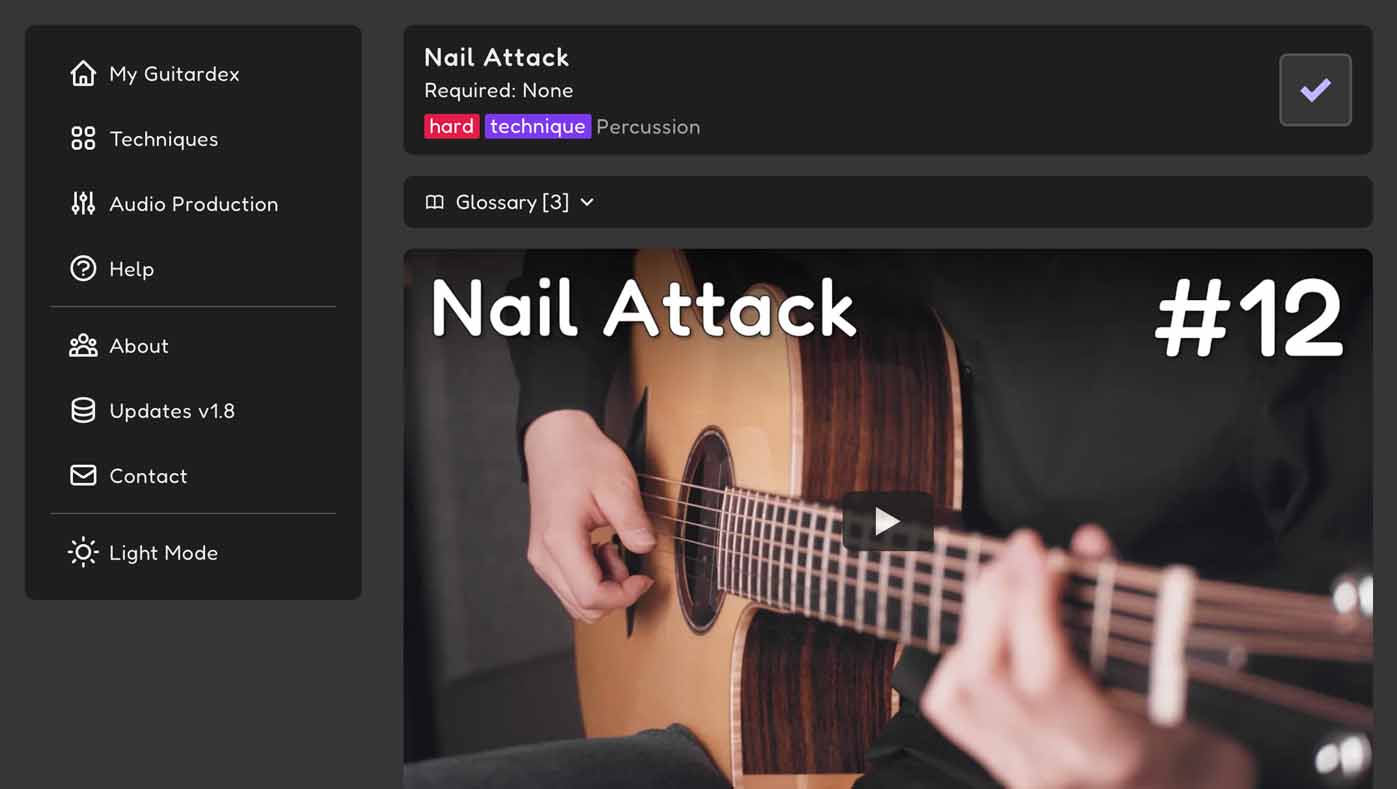 My Guitardex
Techniques
Audio Production
Help
About
Updates v1.8
Contact
Light Mode
Nail Attack
Required: None
hard technique Percussion
Glossary [3]
Nail Attack
#12